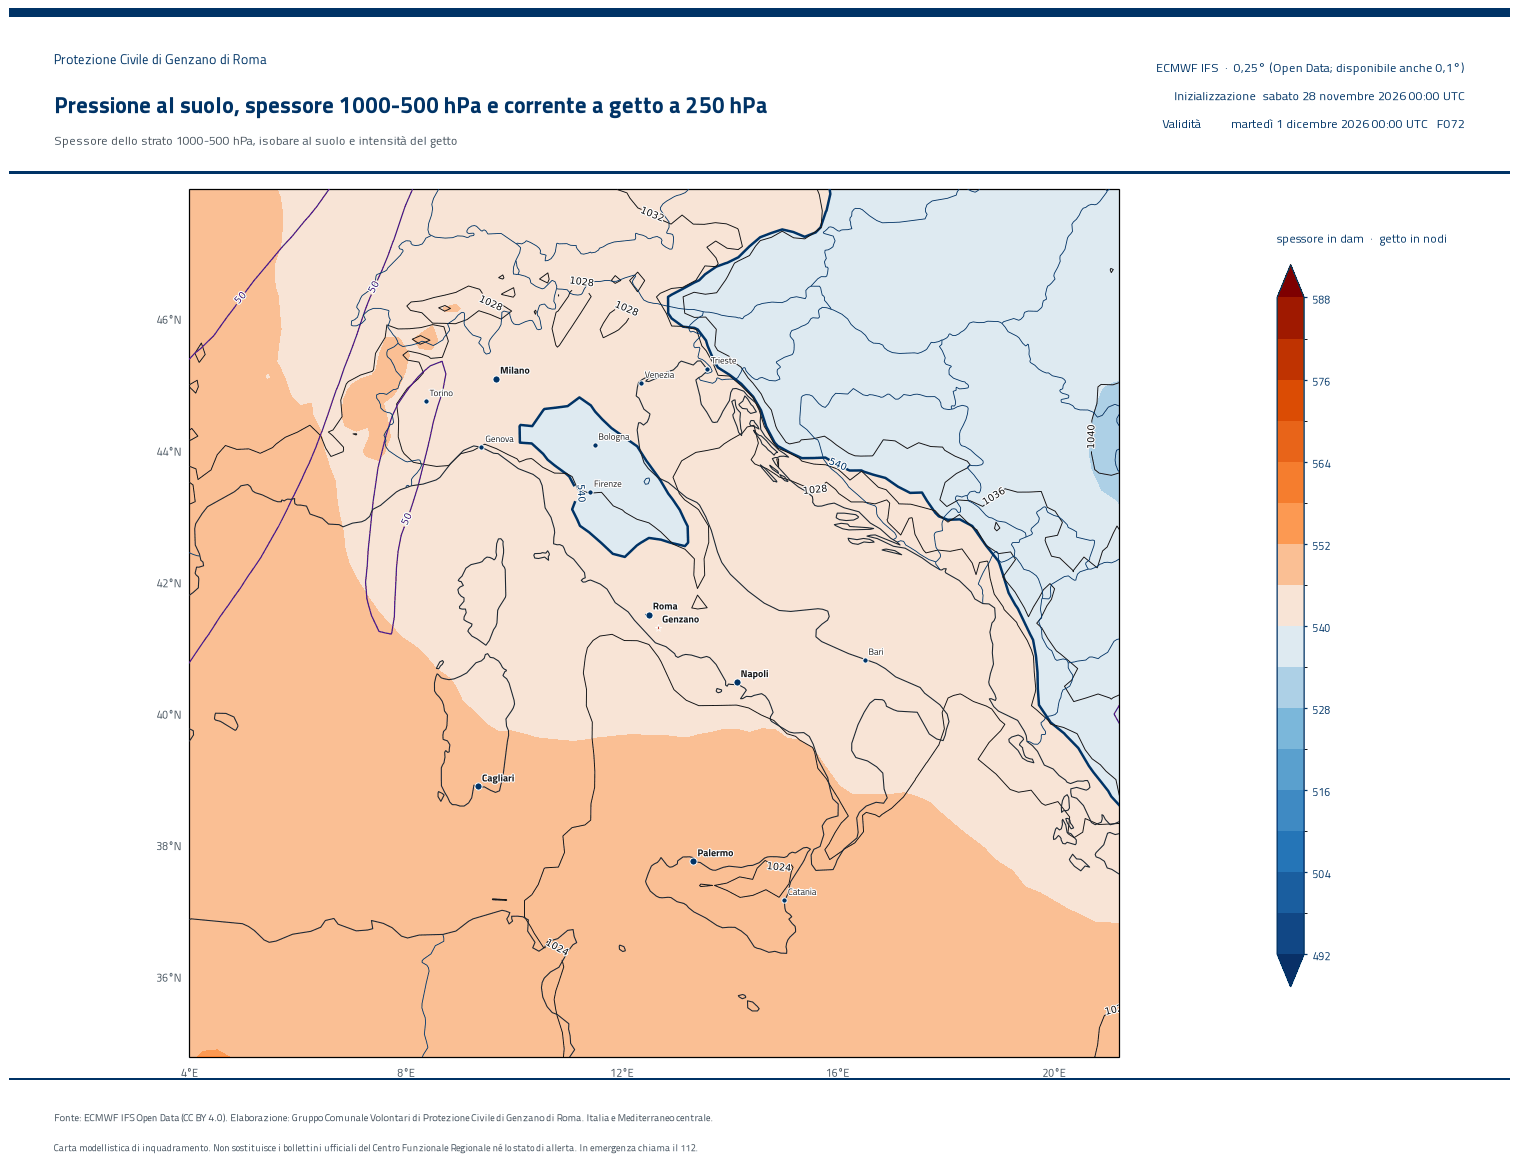 Protezione Civile di Genzano di Roma
Pressione al suolo, spessore 1000-500 hPa e corrente a getto a 250 hPa
Spessore dello strato 1000-500 hPa, isobare al suolo e intensità del getto
ECMWF IFS · 0,25° (Open Data; disponibile anche 0,1°)
Inizializzazione sabato 28 novembre 2026 00:00 UTC
Validità martedì 1 dicembre 2026 00:00 UTC F072
spessore in dam · getto in nodi
588
576
564
552
540
528
516
504
492
46°N
44°N
42°N
40°N
38°N
36°N
4°E
8°E
12°E
16°E
20°E
1032
50
50
1028
1028
1028
Trieste
Milano
Venezia
Torino
Genova
Bologna
1040
540
Firenze
540
1028
1036
50
Roma
Genzano
Bari
Napoli
Cagliari
Palermo
1024
Catania
1024
Fonte: ECMWF IFS Open Data (CC BY 4.0). Elaborazione: Gruppo Comunale Volontari di Protezione Civile di Genzano di Roma. Italia e Mediterraneo centrale.
Carta modellistica di inquadramento. Non sostituisce i bollettini ufficiali del Centro Funzionale Regionale né lo stato di allerta. In emergenza chiama il 112.